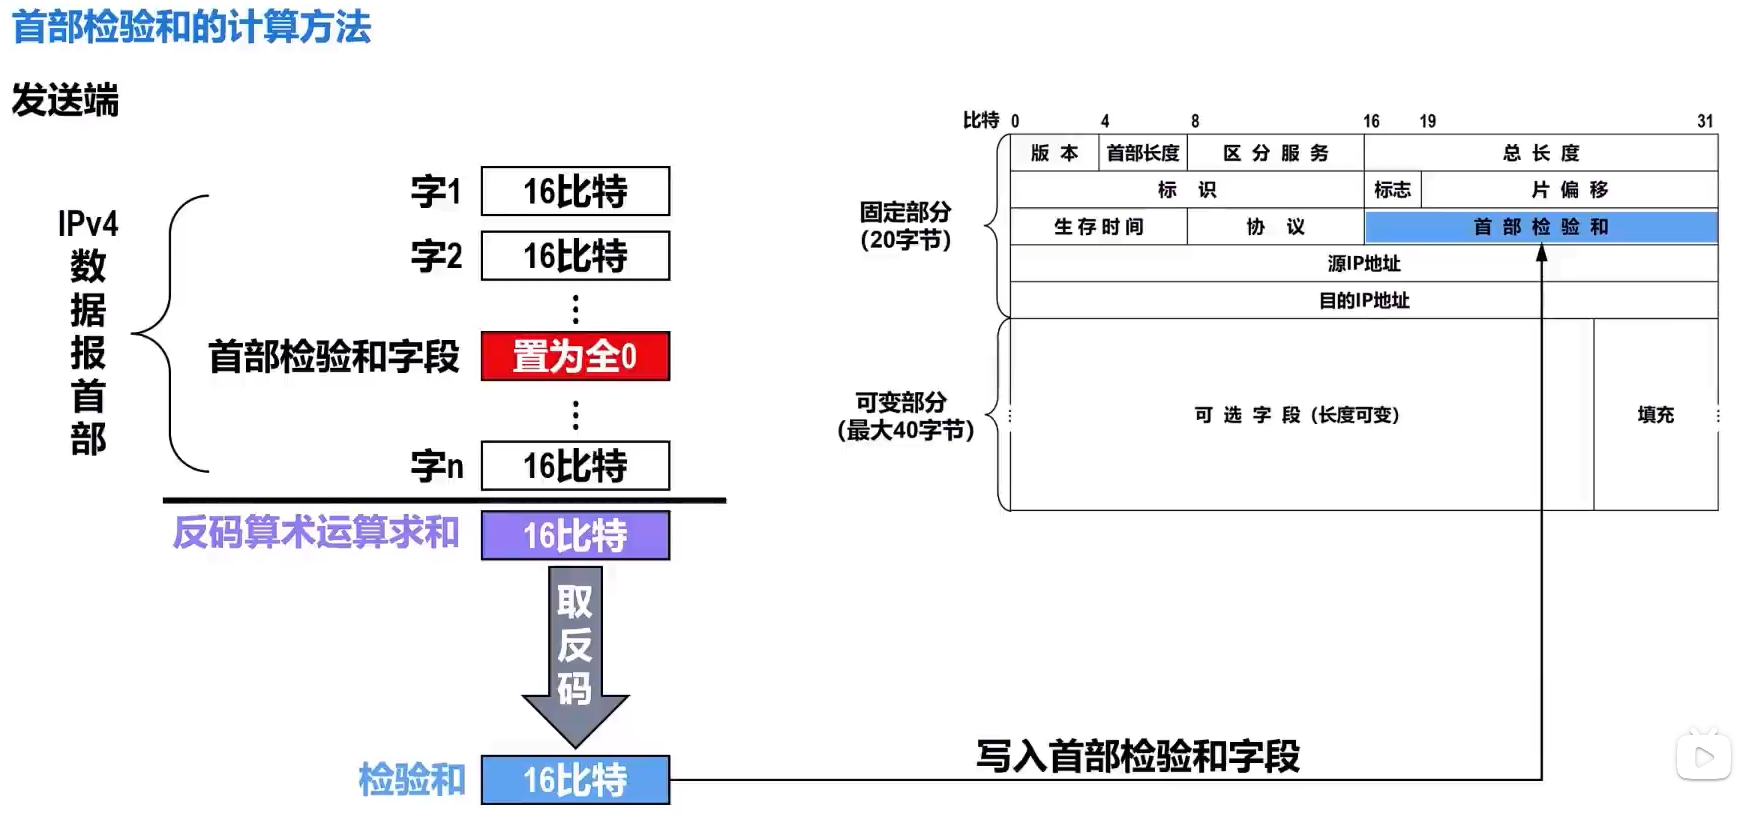 首部检验和的计算方法
发送端
IPv4
数
据
报
首
部
字1 16比特
字2 16比特
首部检验和字段 置为全0
字n 16比特
反码算术运算求和 16比特
取
反
码
检验和 16比特
写入首部检验和字段
比特 0 4 8 16 19 31
固定部分
(20字节)
版 本 首部长度 区 分 服 务 总 长 度
标 识 标志 片 偏 移
生 存 时 间 协 议 首 部 检 验 和
源IP地址
目的IP地址
可变部分
(最大40字节)
可 选 字 段 (长度可变) 填充